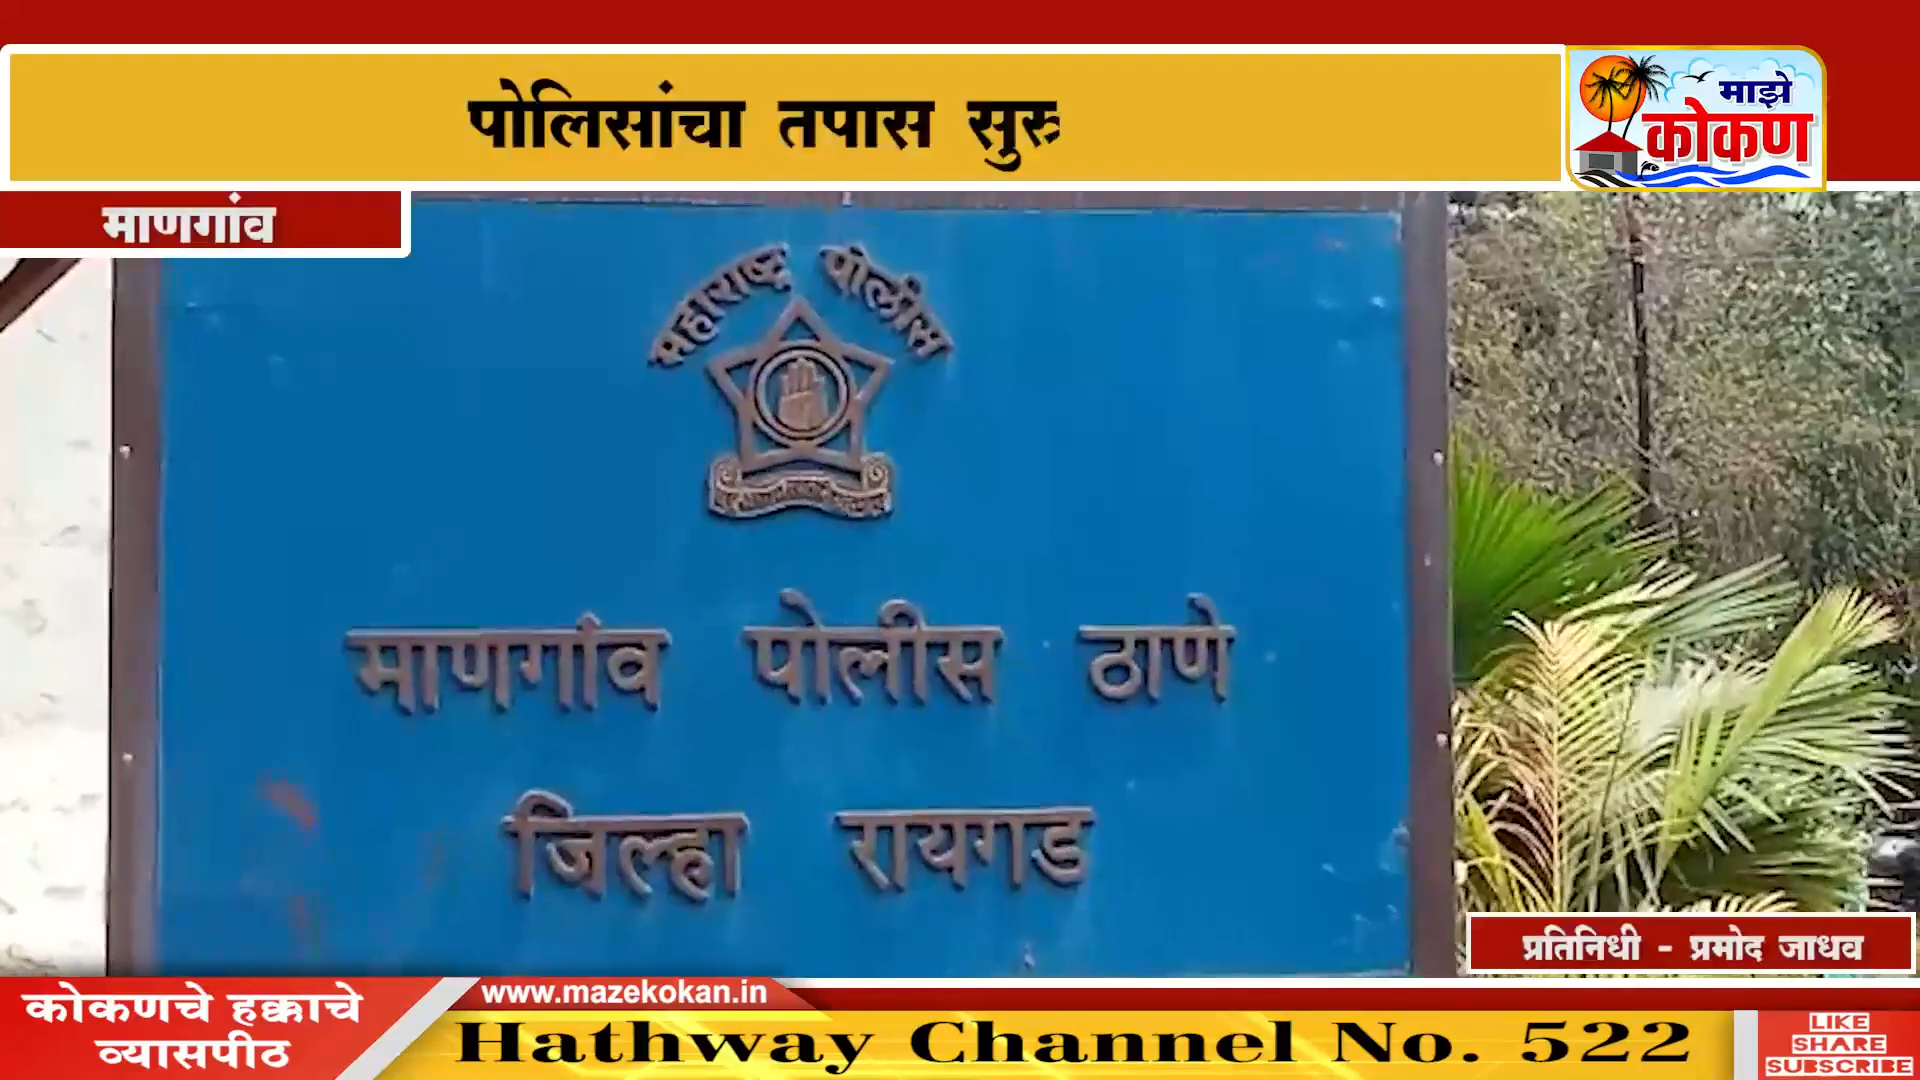 पोलिसांचा तपास सुरु
माझे
कोकण
माणगांव
महाराष्ट्र पोलीस
माणगांव पोलीस ठाणे
जिल्हा रायगड
प्रतिनिधी - प्रमोद जाधव
कोकणचे हक्काचे
व्यासपीठ
www.mazekokan.in
Hathway Channel No. 522
LIKE
SHARE
SUBSCRIBE